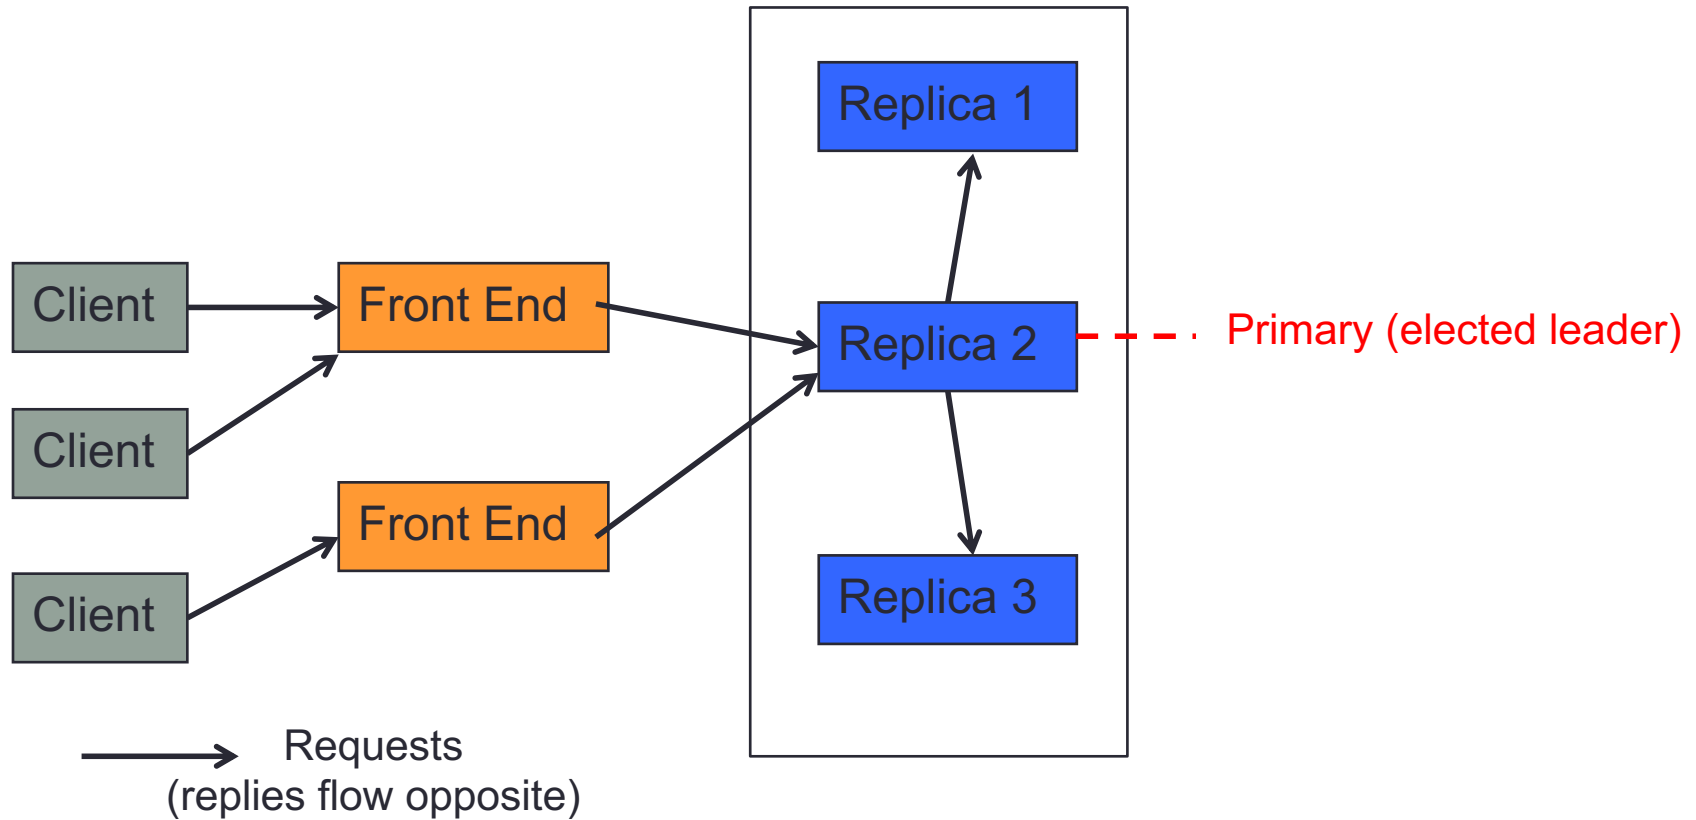 Replica 1
Client
Front End
Replica 2
Primary (elected leader)
Client
Front End
Client
Replica 3
Requests
(replies flow opposite)